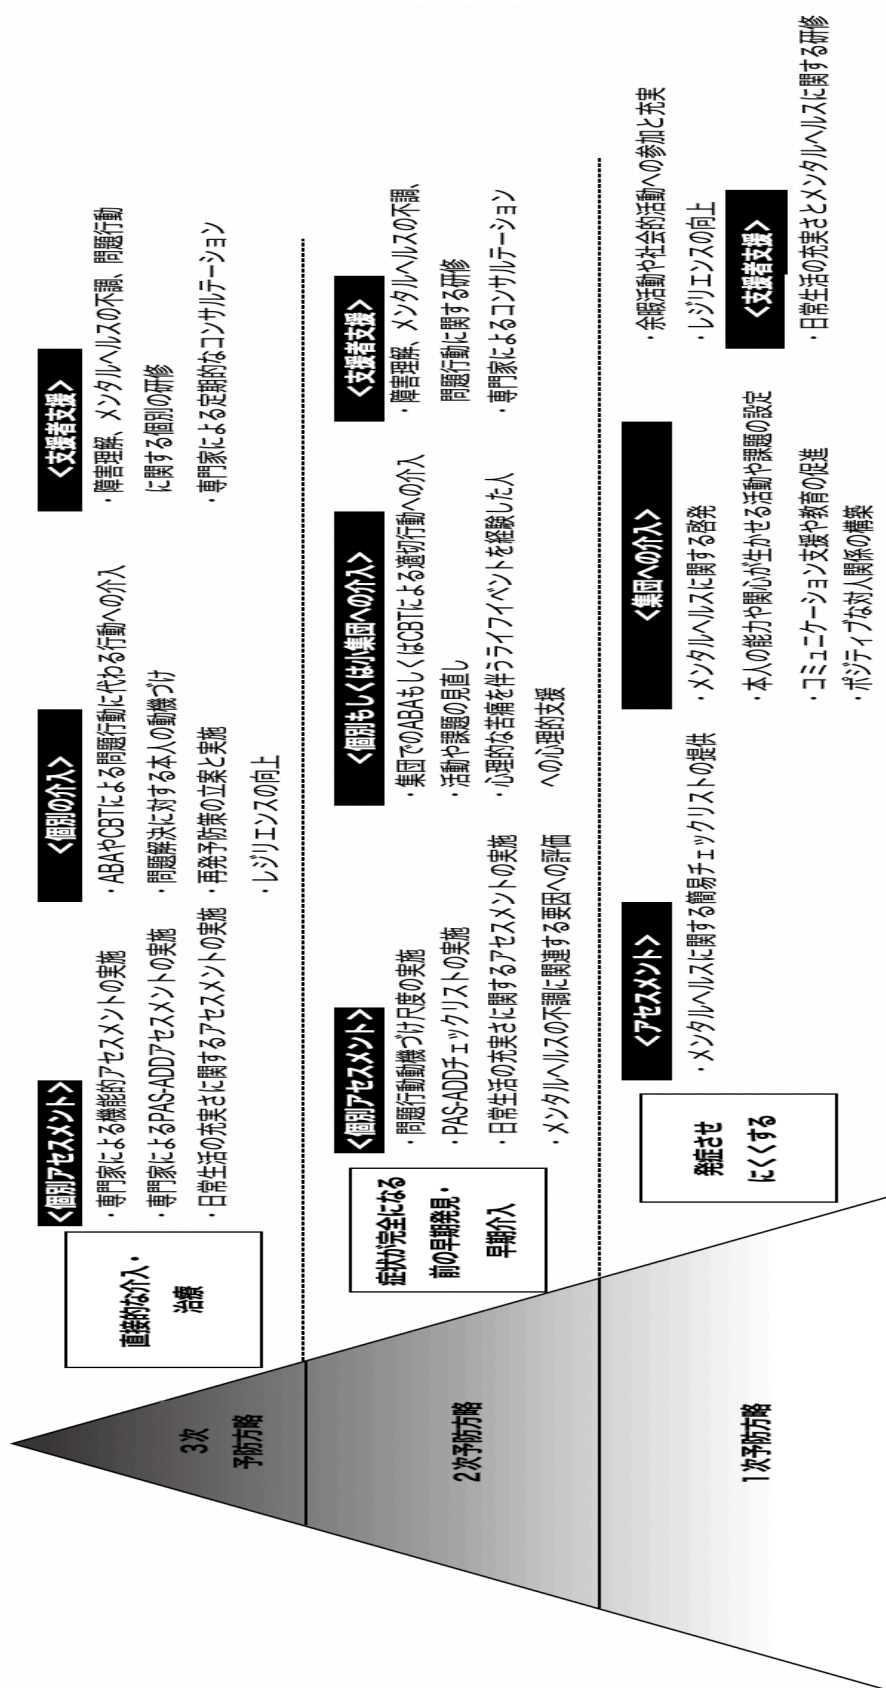 3次
予防方略
直接的な介入・
治療
<個別アセスメント>
・専門家による機能的アセスメントの実施
・専門家によるPAS-ADDアセスメントの実施
・日常生活の充実さに関するアセスメントの実施
<個別の介入>
・ABAやCBTによる問題行動に代わる行動への介入
・問題解決に対する本人の動機づけ
・再発予防策の立案と実施
・レジリエンスの向上
<支援者支援>
・障害理解、メンタルヘルスの不調、問題行動
に関する個別の研修
・専門家による定期的なコンサルテーション
2次予防方略
症状が完全になる
前の早期発見・
早期介入
<個別アセスメント>
・問題行動動機づけ尺度の実施
・PAS-ADDチェックリストの実施
・日常生活の充実さに関するアセスメントの実施
・メンタルヘルスの不調に関連する要因への評価
<個別もしくは小集団への介入>
・集団でのABAもしくはCBTによる適切行動への介入
・活動や課題の見直し
・心理的な苦痛を伴うライフイベントを経験した人
への心理的支援
<支援者支援>
・障害理解、メンタルヘルスの不調、
問題行動に関する研修
・専門家によるコンサルテーション
1次予防方略
発症させ
にくくする
<アセスメント>
・メンタルヘルスに関する簡易チェックリストの提供
<集団への介入>
・メンタルヘルスに関する啓発
・本人の能力や関心が生かせる活動や課題の設定
・コミュニケーション支援や教育の促進
・ポジティブな対人関係の構築
・余暇活動や社会的活動への参加と充実
・レジリエンスの向上
<支援者支援>
・日常生活の充実さとメンタルヘルスに関する研修